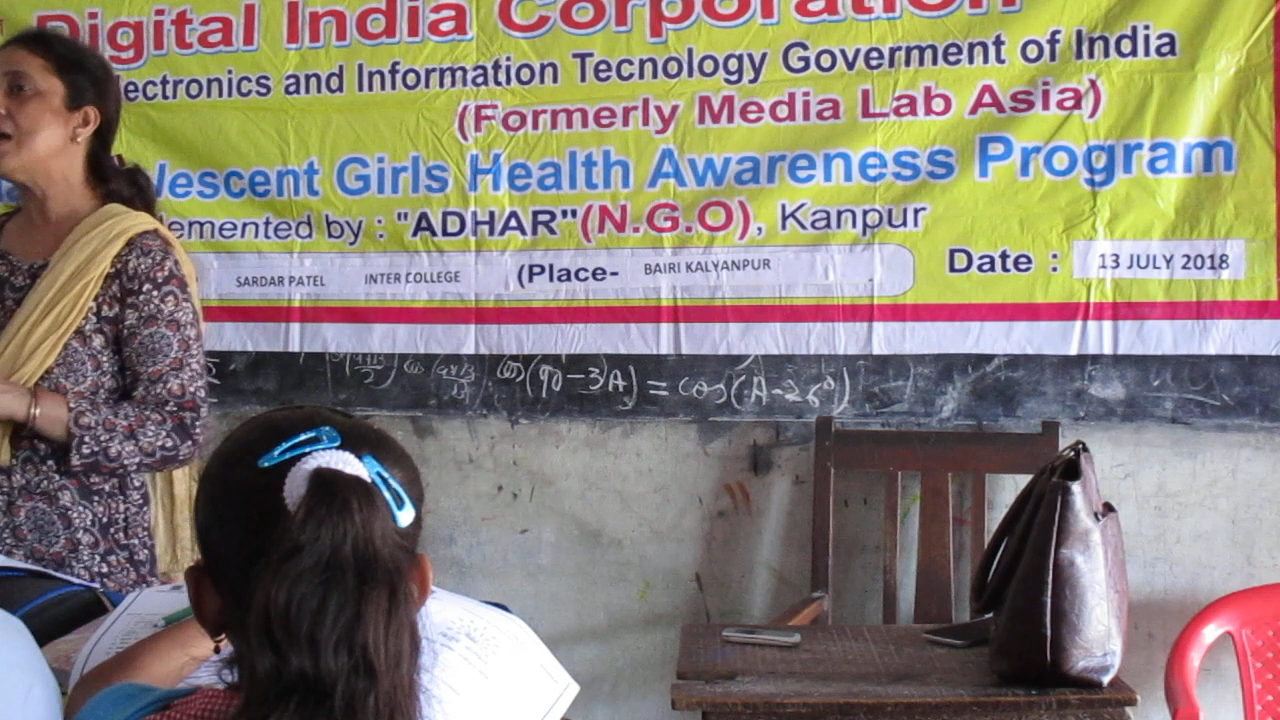 Digital India Corporation
lectronics and Information Tecnology Goverment of India
(Formerly Media Lab Asia)
lescent Girls Health Awareness Program
lemented by : "ADHAR"(N.G.O), Kanpur
SARDAR PATEL INTER COLLEGE (Place- BAIRI KALYANPUR Date : 13 JULY 2018
(90-3A) = cos(A-26°)